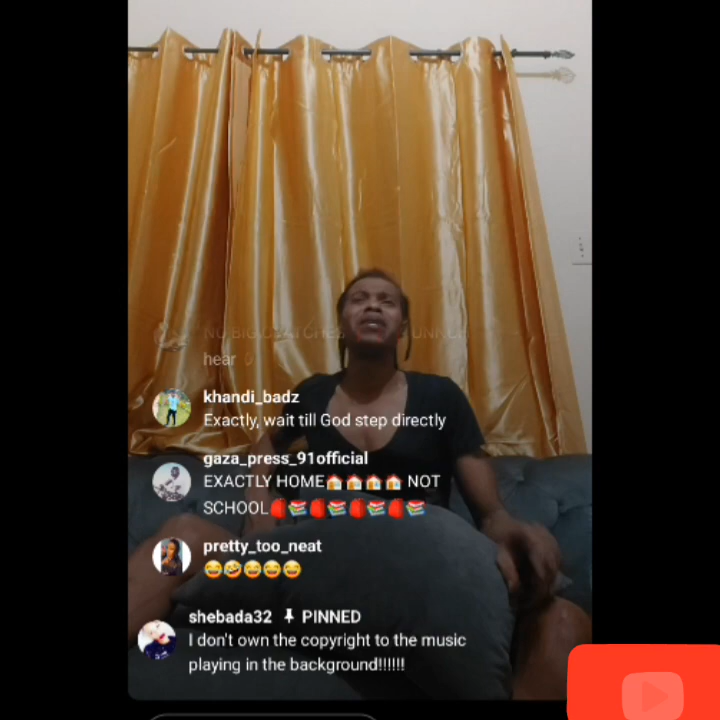 hear
khandi_badz
Exactly, wait till God step directly
gaza_press_91official
EXACTLY HOME🏠🏠🏠🏠 NOT
SCHOOL🎒📚🎒📚🎒📚🎒📚
pretty_too_neat
😂🤣😂😂😂
shebada32 📌 PINNED
I don't own the copyright to the music
playing in the background!!!!!!